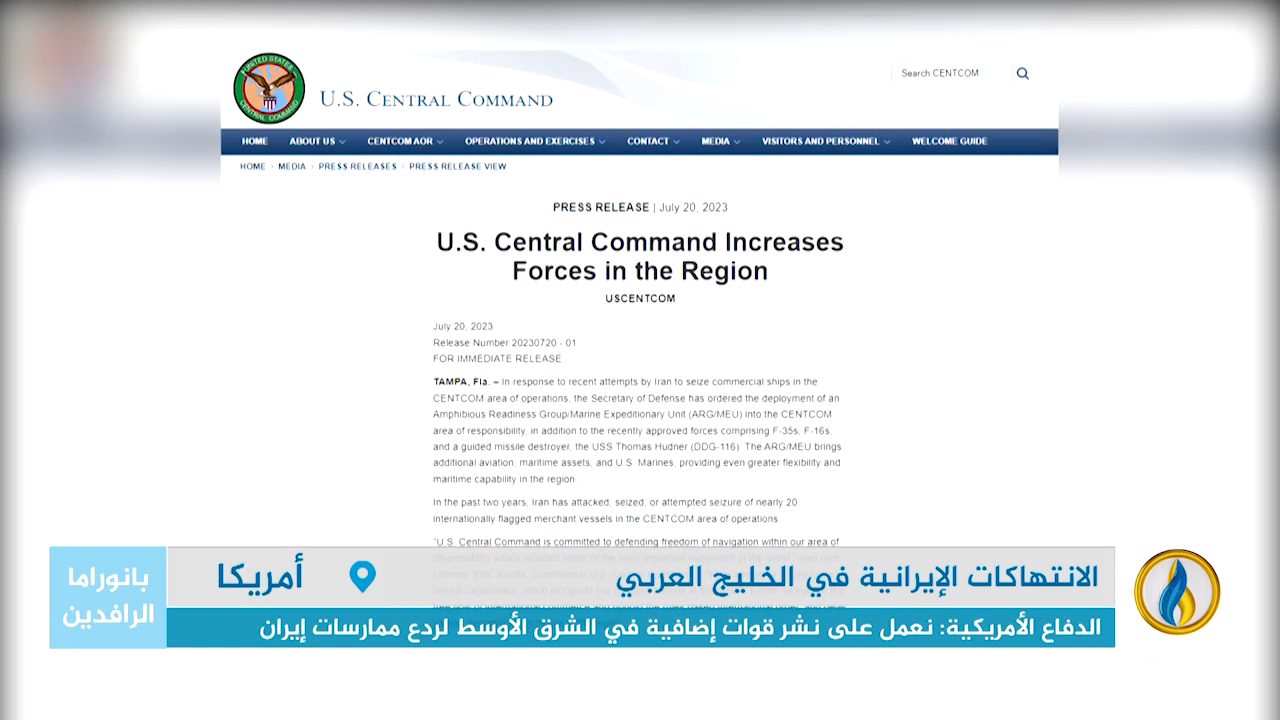 UNITED STATES
CENTRAL COMMAND
U.S. CENTRAL COMMAND
Search CENTCOM
HOME ABOUT US CENTCOM AOR OPERATIONS AND EXERCISES CONTACT MEDIA VISITORS AND PERSONNEL WELCOME GUIDE
HOME › MEDIA › PRESS RELEASES › PRESS RELEASE VIEW
PRESS RELEASE | July 20, 2023
U.S. Central Command Increases
Forces in the Region
USCENTCOM
July 20, 2023
Release Number 20230720 - 01
FOR IMMEDIATE RELEASE
TAMPA, Fla. – In response to recent attempts by Iran to seize commercial ships in the
CENTCOM area of operations, the Secretary of Defense has ordered the deployment of an
Amphibious Readiness Group/Marine Expeditionary Unit (ARG/MEU) into the CENTCOM
area of responsibility, in addition to the recently approved forces comprising F-35s, F-16s,
and a guided missile destroyer, the USS Thomas Hudner (DDG-116). The ARG/MEU brings
additional aviation, maritime assets, and U.S. Marines, providing even greater flexibility and
maritime capability in the region.
In the past two years, Iran has attacked, seized, or attempted seizure of nearly 20
internationally flagged merchant vessels in the CENTCOM area of operations.
"U.S. Central Command is committed to defending freedom of navigation within our area of
الانتهاكات الإيرانية في الخليج العربي
أمريكا
الدفاع الأمريكية: نعمل على نشر قوات إضافية في الشرق الأوسط لردع ممارسات إيران
بانوراما
الرافدين